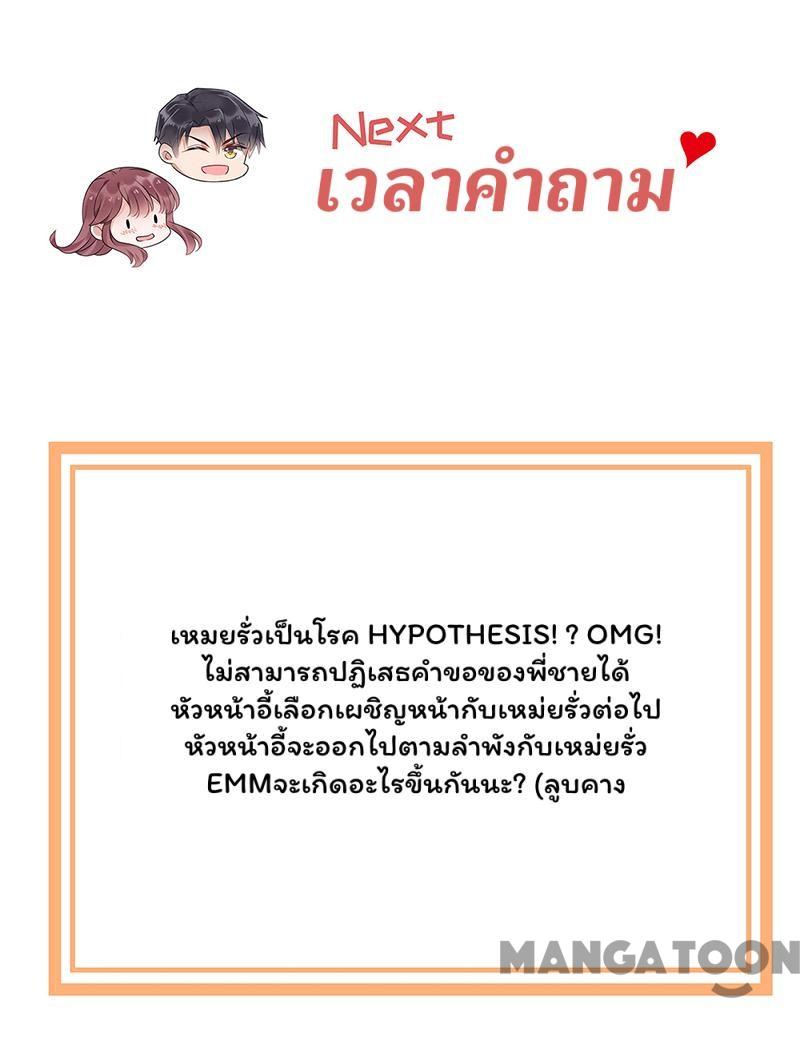 Next
เวลาคำถาม
เหมยรั่วเป็นโรค HYPOTHESIS! ? OMG!
ไม่สามารถปฏิเสธคำขอของพี่ชายได้
หัวหน้าอี้เลือกเผชิญหน้ากับเหม่ยรั่วต่อไป
หัวหน้าอี้จะออกไปตามลำพังกับเหม่ยรั่ว
EMMจะเกิดอะไรขึ้นกันนะ? (ลูบคาง
MANGATOON